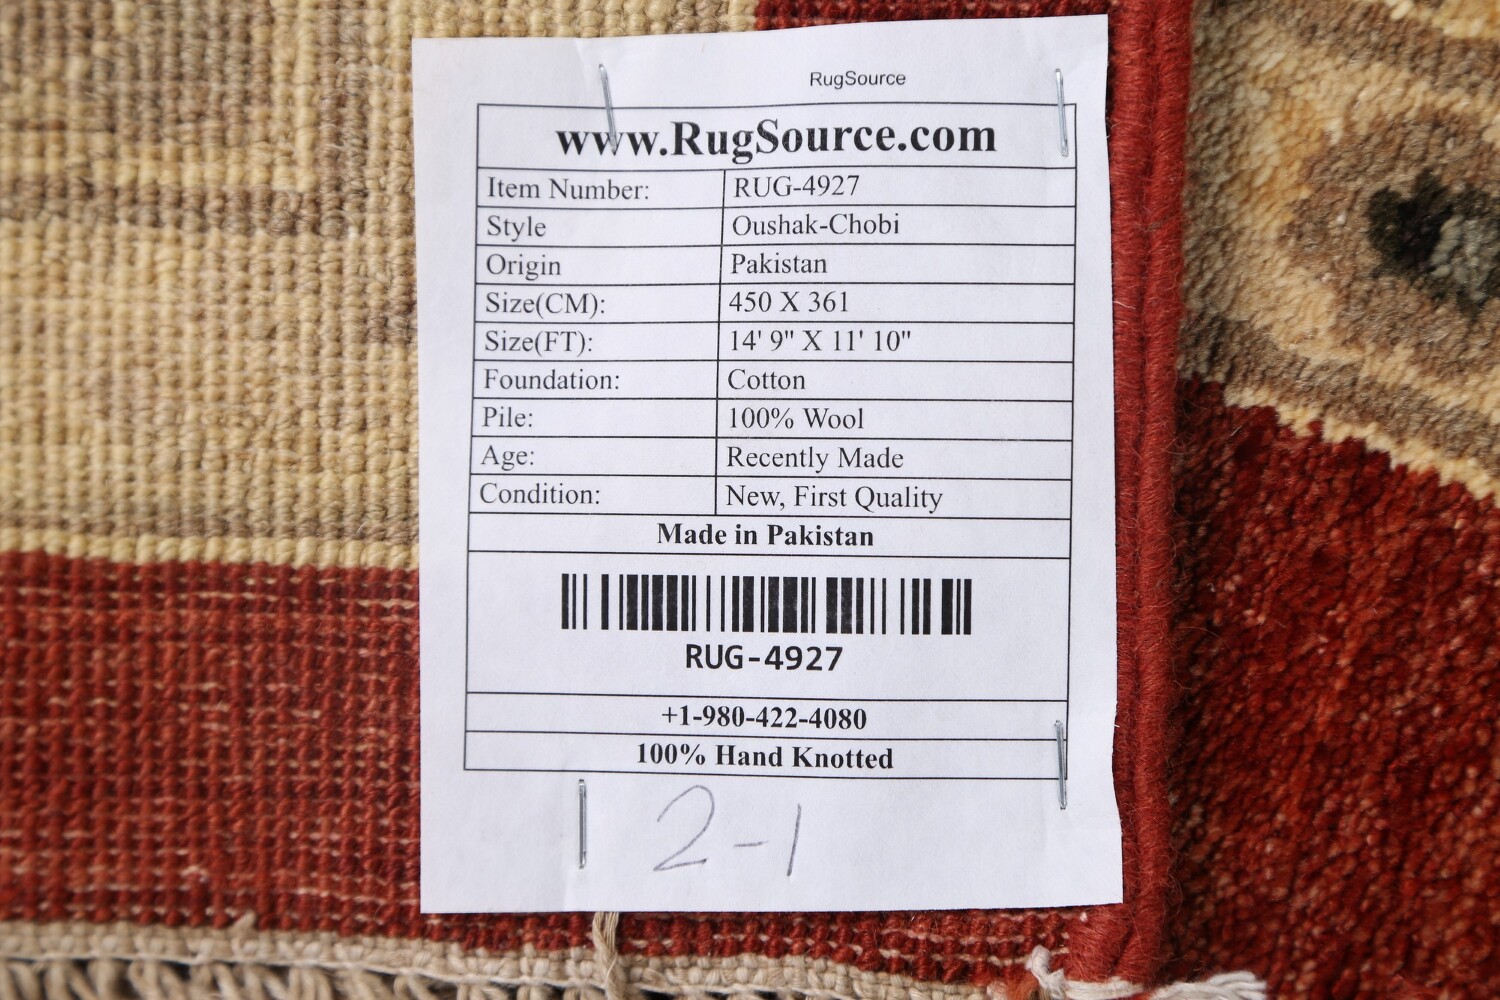 RugSource
www.RugSource.com
Item Number: RUG-4927
Style Oushak-Chobi
Origin Pakistan
Size(CM): 450 X 361
Size(FT): 14' 9" X 11' 10"
Foundation: Cotton
Pile: 100% Wool
Age: Recently Made
Condition: New, First Quality
Made in Pakistan
RUG-4927
+1-980-422-4080
100% Hand Knotted
2-1